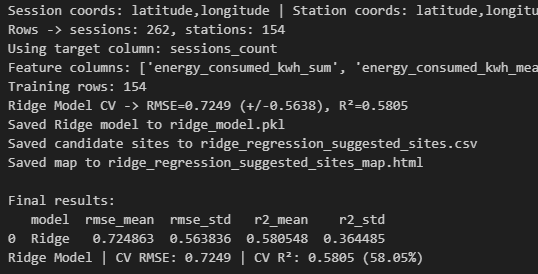 Session coords: latitude,longitude | Station coords: latitude,longitu
Rows -> sessions: 262, stations: 154
Using target column: sessions_count
Feature columns: ['energy_consumed_kwh_sum', 'energy_consumed_kwh_mea
Training rows: 154
Ridge Model CV -> RMSE=0.7249 (+/-0.5638), R²=0.5805
Saved Ridge model to ridge_model.pkl
Saved candidate sites to ridge_regression_suggested_sites.csv
Saved map to ridge_regression_suggested_sites_map.html
Final results:
model rmse_mean rmse_std r2_mean r2_std
0 Ridge 0.724863 0.563836 0.580548 0.364485
Ridge Model | CV RMSE: 0.7249 | CV R²: 0.5805 (58.05%)